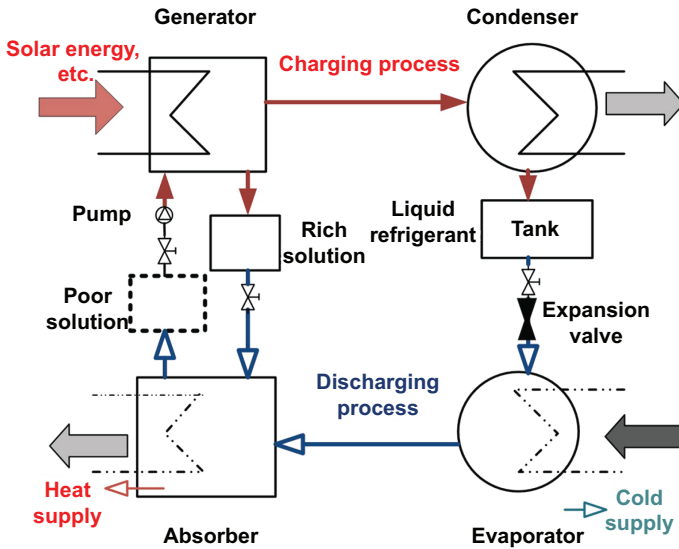 Generator
Condenser
Solar energy,
etc.
Charging process
Pump
Rich
solution
Liquid
refrigerant
Tank
Poor
solution
Expansion
valve
Discharging
process
Heat
supply
Cold
supply
Absorber
Evaporator